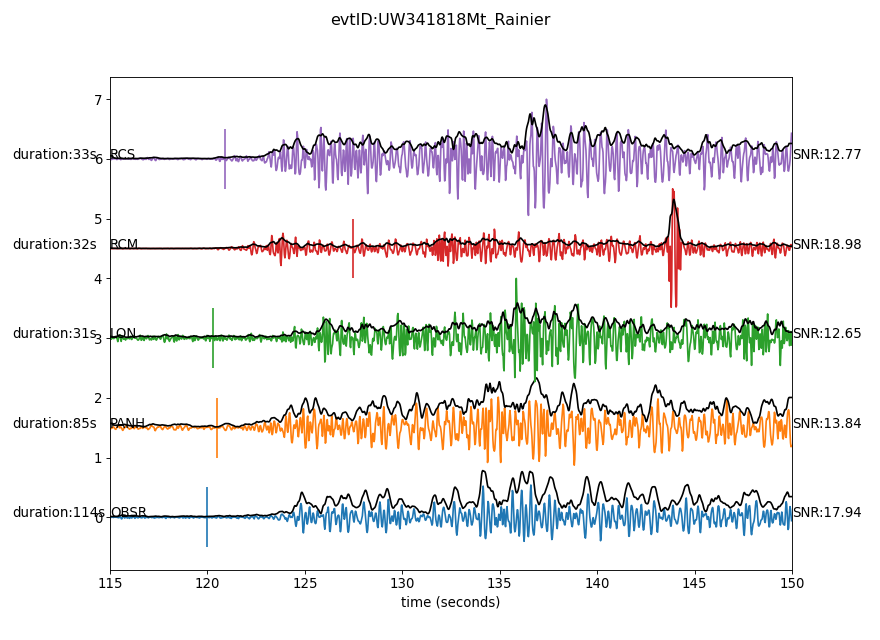 evtID:UW341818Mt_Rainier
7
duration:33s RCS SNR:12.77
6
5
duration:32s RCM SNR:18.98
4
duration:31s LON SNR:12.65
3
2
duration:85s PANH SNR:13.84
1
duration:114s OBSR SNR:17.94
0
115 120 125 130 135 140 145 150
time (seconds)